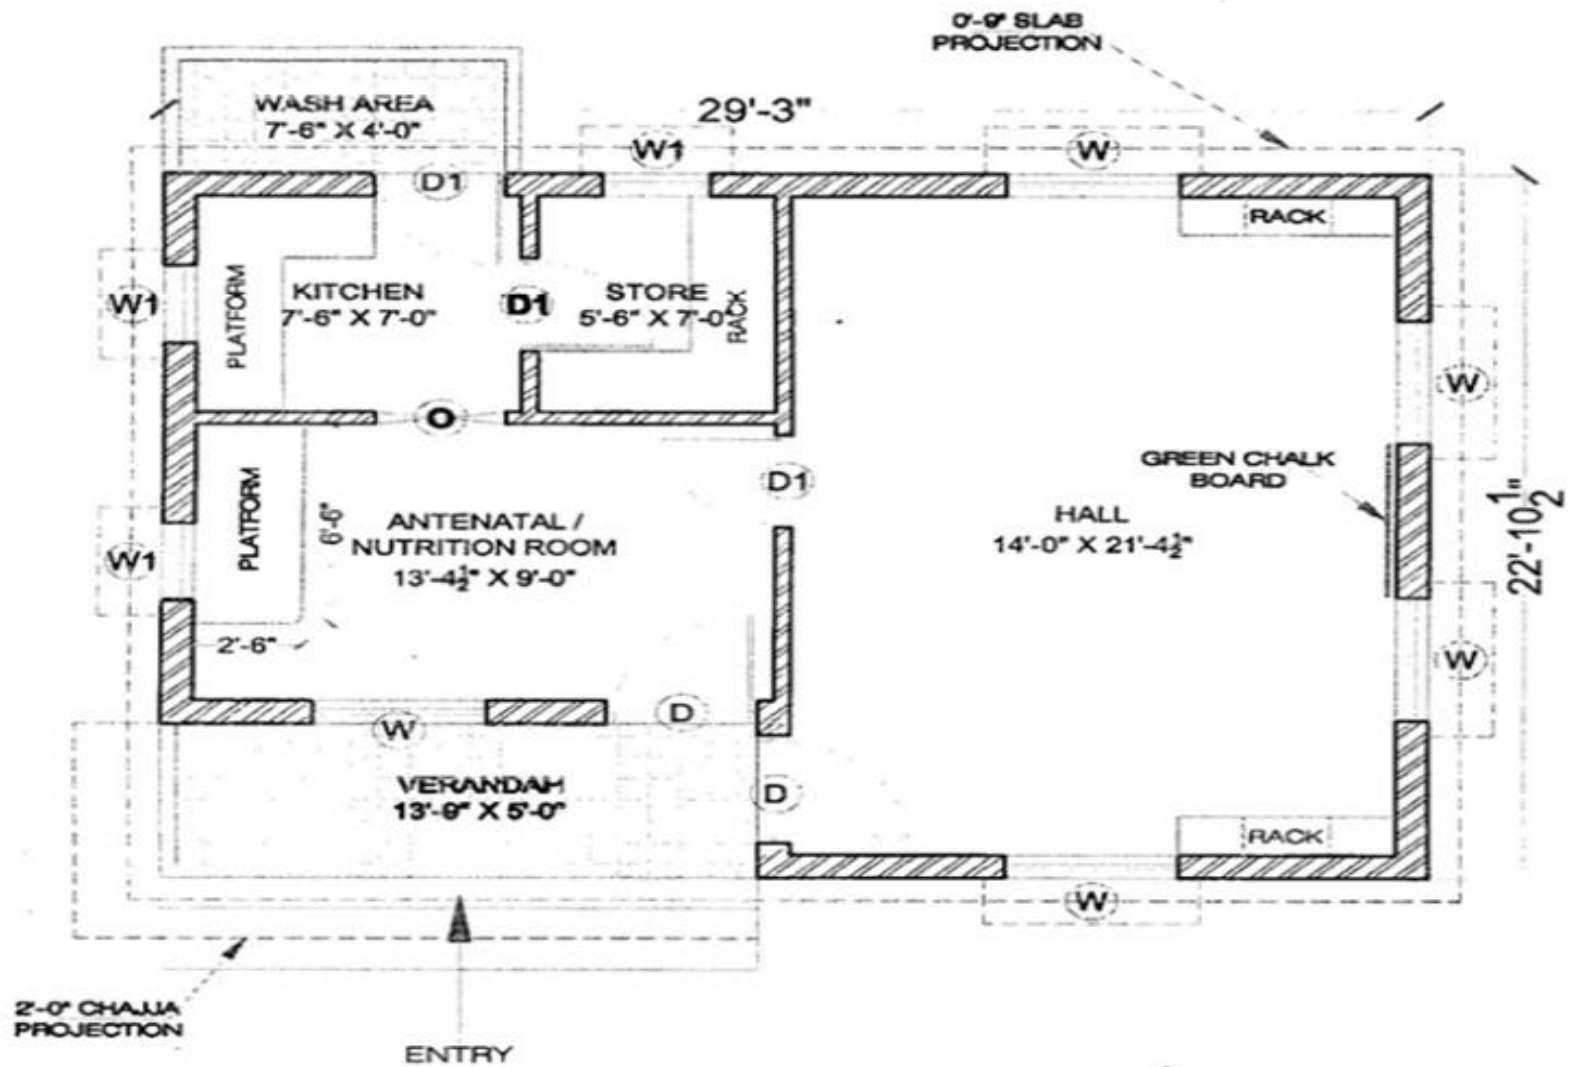 0'-9" SLAB
PROJECTION
WASH AREA
7'-6" X 4'-0"
29'-3"
W1
W
D1
RACK
W1
PLATFORM
KITCHEN
7'-6" X 7'-0"
D1
STORE
5'-6" X 7'-0"
RACK
W
O
GREEN CHALK
BOARD
D1
22'-10½"
W1
PLATFORM
6'-6"
ANTENATAL /
NUTRITION ROOM
13'-4½" X 9'-0"
HALL
14'-0" X 21'-4½"
2'-6"
W
W
D
VERANDAH
13'-9" X 5'-0"
D
RACK
W
2'-0" CHAJJA
PROJECTION
ENTRY